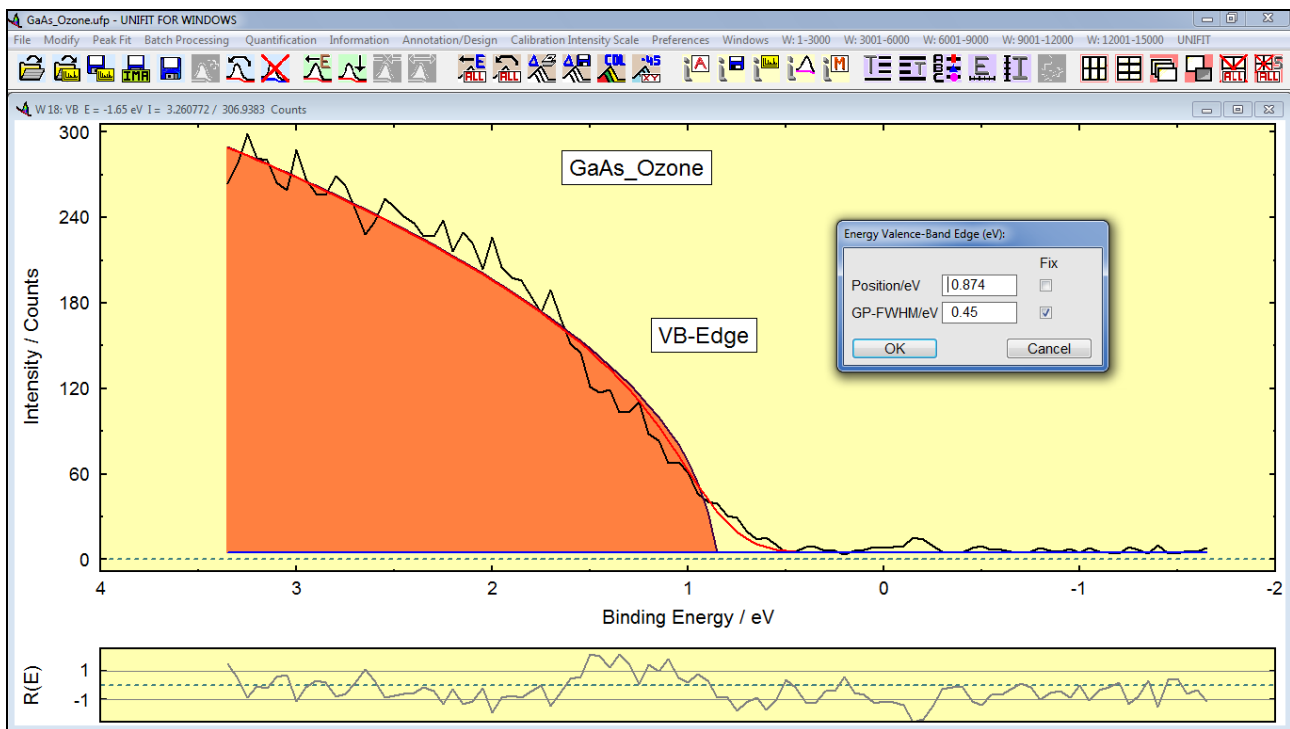 GaAs_Ozone.ufp - UNIFIT FOR WINDOWS
File Modify Peak Fit Batch Processing Quantification Information Annotation/Design Calibration Intensity Scale Preferences Windows W: 1-3000 W: 3001-6000 W: 6001-9000 W: 9001-12000 W: 12001-15000 UNIFIT
W 18: VB E = -1.65 eV I = 3.260772 / 306.9383 Counts
300
240
180
120
60
0
Intensity / Counts
GaAs_Ozone
VB-Edge
Energy Valence-Band Edge (eV):
Fix
Position/eV 0.874
GP-FWHM/eV 0.45
OK Cancel
4 3 2 1 0 -1 -2
Binding Energy / eV
R(E)
1
-1